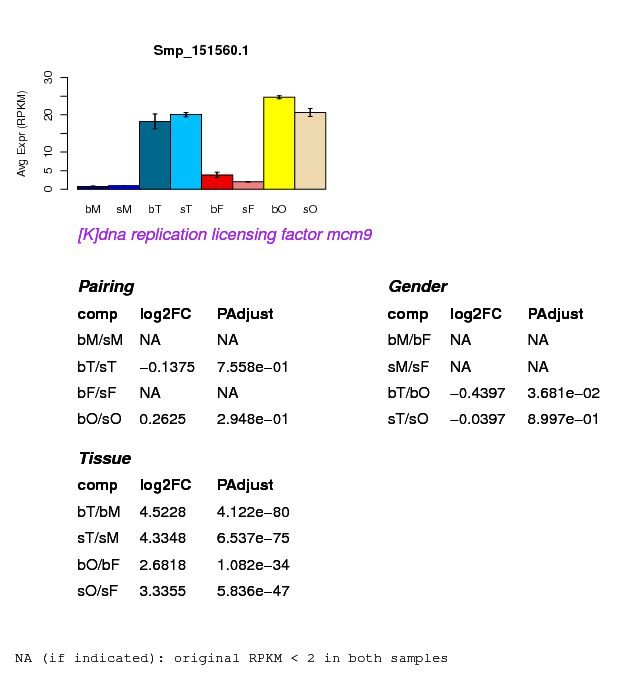 Smp_151560.1
Avg Expr (RPKM)
30
20
10
5
0
bM sM bT sT bF sF bO sO
[K]dna replication licensing factor mcm9
Pairing
comp log2FC PAdjust
bM/sM NA NA
bT/sT −0.1375 7.558e−01
bF/sF NA NA
bO/sO 0.2625 2.948e−01
Gender
comp log2FC PAdjust
bM/bF NA NA
sM/sF NA NA
bT/bO −0.4397 3.681e−02
sT/sO −0.0397 8.997e−01
Tissue
comp log2FC PAdjust
bT/bM 4.5228 4.122e−80
sT/sM 4.3348 6.537e−75
bO/bF 2.6818 1.082e−34
sO/sF 3.3355 5.836e−47
NA (if indicated): original RPKM < 2 in both samples